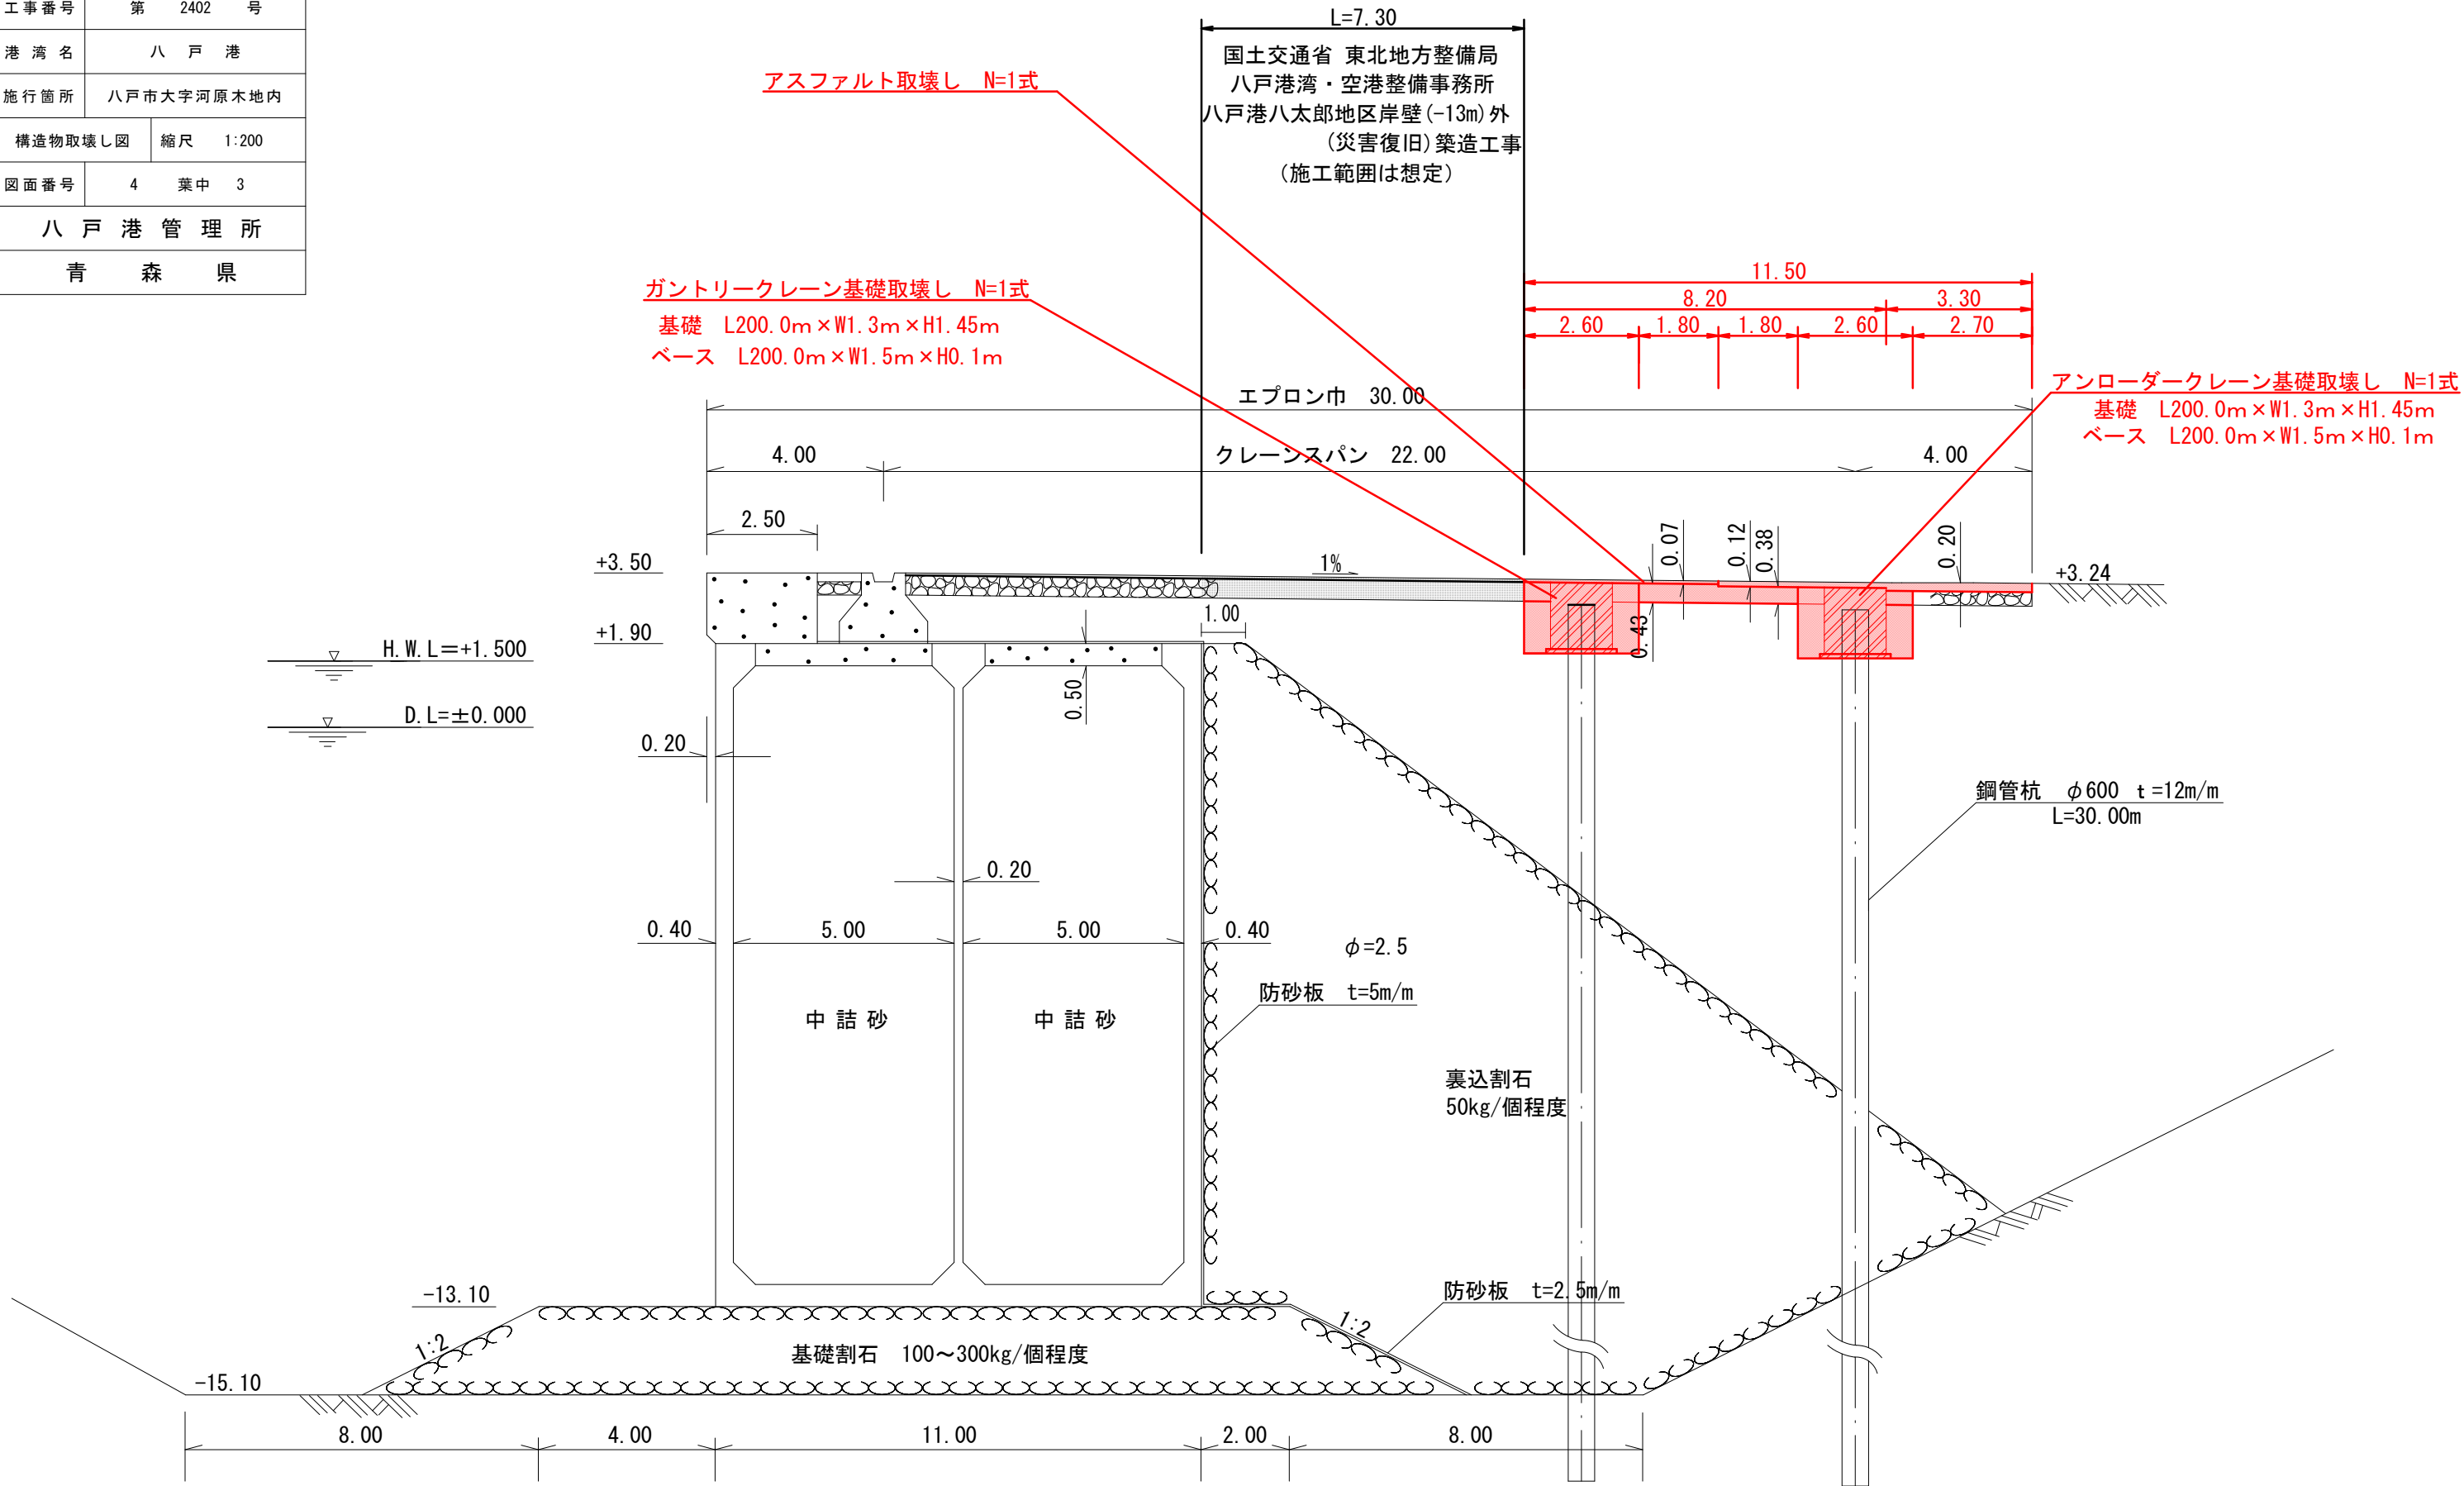 工事番号 第 2402 号
港湾名 八戸港
施行箇所 八戸市大字河原木地内
構造物取壊し図 縮尺 1:200
図面番号 4 葉中 3
八戸港管理所
青森県
L=7.30
国土交通省 東北地方整備局
八戸港湾・空港整備事務所
八戸港八太郎地区岸壁(-13m)外
(災害復旧)築造工事
(施工範囲は想定)
アスファルト取壊し N=1式
ガントリークレーン基礎取壊し N=1式
基礎 L200.0m×W1.3m×H1.45m
ベース L200.0m×W1.5m×H0.1m
11.50
8.20 3.30
2.60 1.80 1.80 2.60 2.70
アンローダークレーン基礎取壊し N=1式
基礎 L200.0m×W1.3m×H1.45m
ベース L200.0m×W1.5m×H0.1m
エプロン巾 30.00
4.00 クレーンスパン 22.00 4.00
2.50
+3.50
1%
0.07
0.12
0.38
0.20
+3.24
+1.90
1.00
0.43
H.W.L=+1.500
0.50
D.L=±0.000
0.20
鋼管杭 φ600 t=12m/m
L=30.00m
0.20
0.40 5.00 5.00 0.40
φ=2.5
防砂板 t=5m/m
中詰砂 中詰砂
裏込割石
50kg/個程度
-13.10
防砂板 t=2.5m/m
1:2
1:2
基礎割石 100～300kg/個程度
-15.10
8.00 4.00 11.00 2.00 8.00